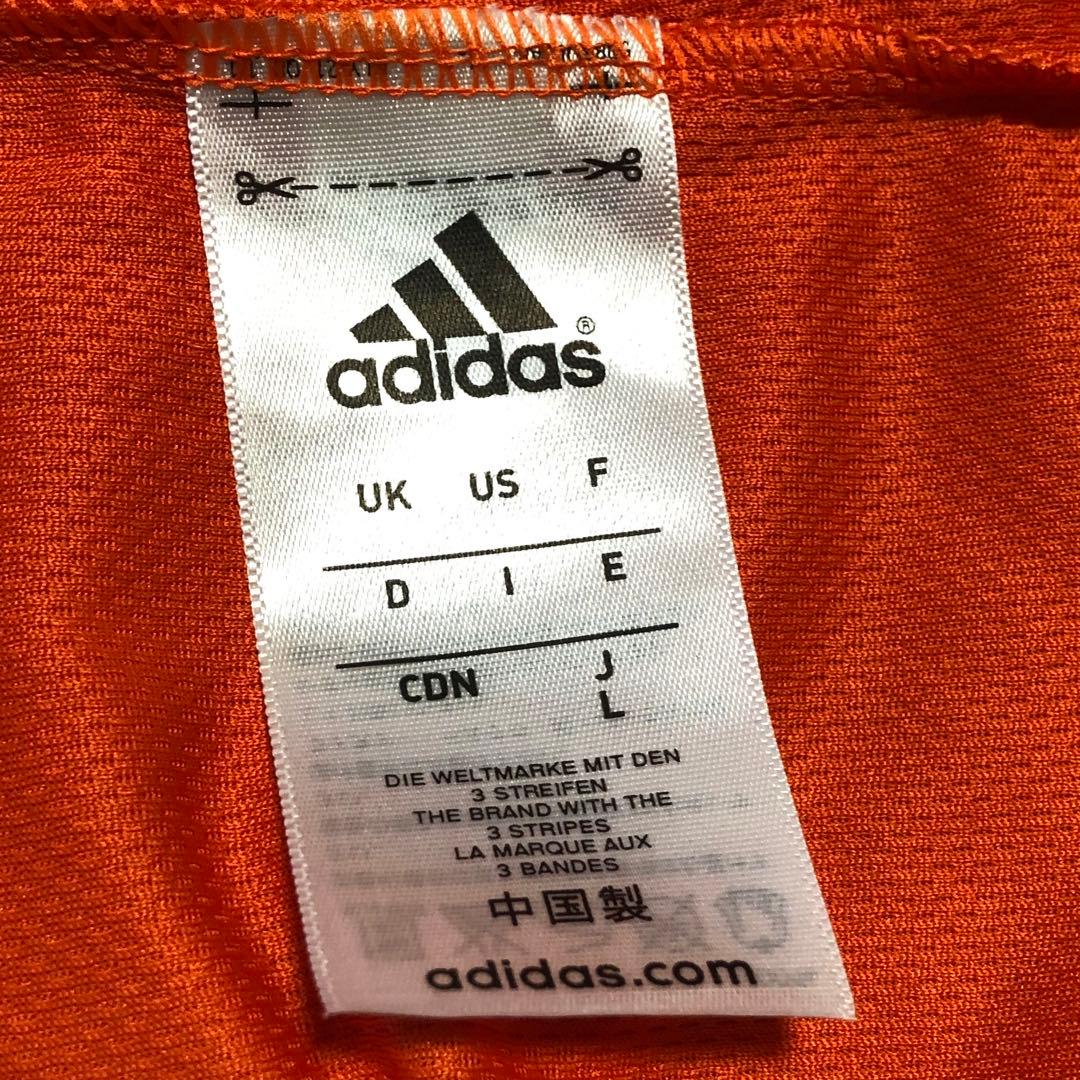 adidas®
UK US F
D I E
CDN J
L
DIE WELTMARKE MIT DEN
3 STREIFEN
THE BRAND WITH THE
3 STRIPES
LA MARQUE AUX
3 BANDES
中国製
adidas.com